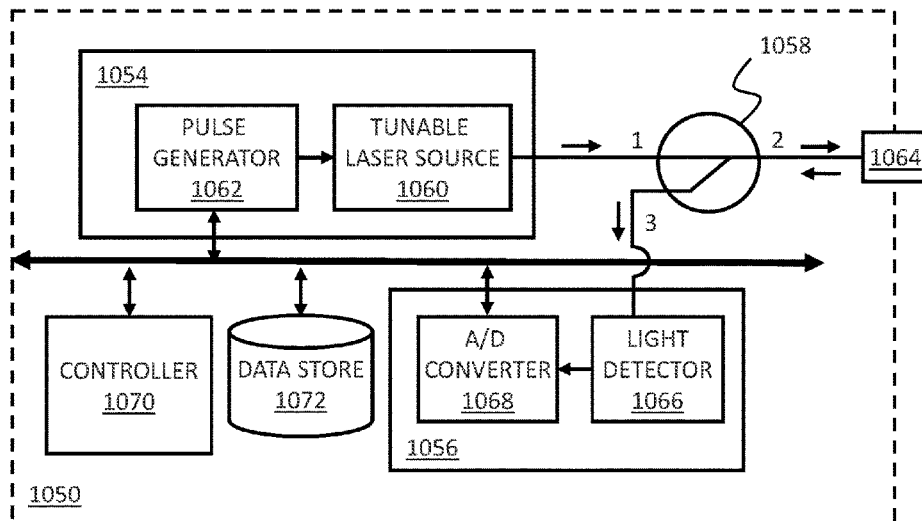 1058
1054
PULSE
GENERATOR
1062
TUNABLE
LASER SOURCE
1060
1
2
1064
3
CONTROLLER
1070
DATA STORE
1072
A/D
CONVERTER
1068
LIGHT
DETECTOR
1066
1056
1050